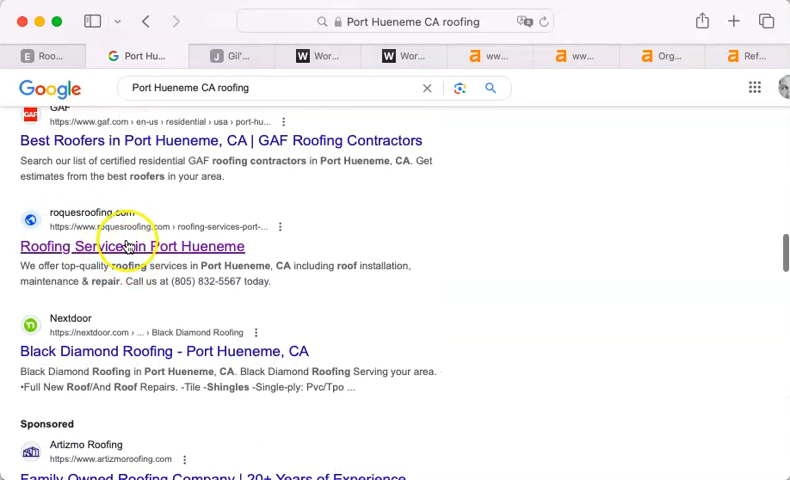 Port Hueneme CA roofing
Roo...
Port Hu...
Gil'...
Wor...
Wor...
ww...
ww...
Org...
Ref...
Google
Port Hueneme CA roofing
GAF
GAF
https://www.gaf.com › en-us › residential › usa › port-hu...
Best Roofers in Port Hueneme, CA | GAF Roofing Contractors
Search our list of certified residential GAF roofing contractors in Port Hueneme, CA. Get
estimates from the best roofers in your area.
roquesroofing.com
https://www.roquesroofing.com › roofing-services-port-...
Roofing Services in Port Hueneme
We offer top-quality roofing services in Port Hueneme, CA including roof installation,
maintenance & repair. Call us at (805) 832-5567 today.
Nextdoor
https://nextdoor.com › ... › Black Diamond Roofing
Black Diamond Roofing - Port Hueneme, CA
Black Diamond Roofing in Port Hueneme, CA. Black Diamond Roofing Serving your area.
•Full New Roof/And Roof Repairs. -Tile -Shingles -Single-ply: Pvc/Tpo ...
Sponsored
Artizmo Roofing
https://www.artizmoroofing.com
Family Owned Roofing Company | 20+ Years of Experience